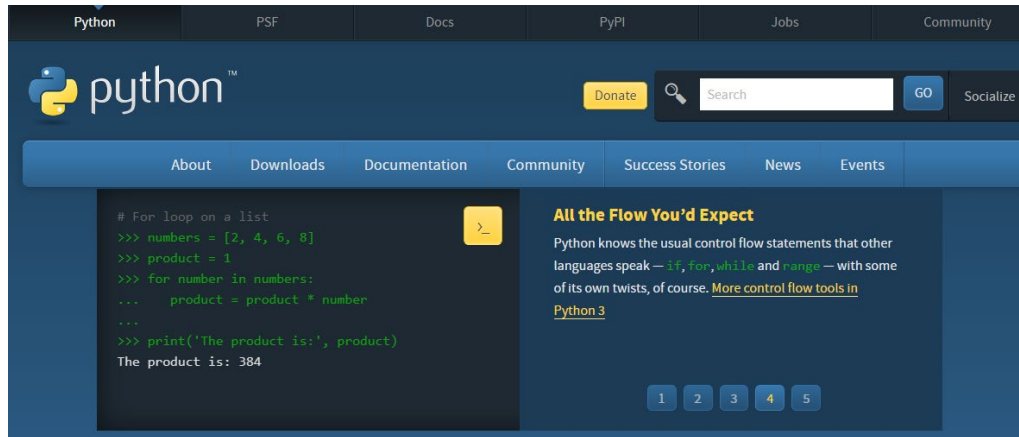 Python PSF Docs PyPI Jobs Community
python™
Donate Search GO Socialize
About Downloads Documentation Community Success Stories News Events
# For loop on a list
>>> numbers = [2, 4, 6, 8]
>>> product = 1
>>> for number in numbers:
...    product = product * number
...
>>> print('The product is:', product)
The product is: 384
>_
All the Flow You’d Expect
Python knows the usual control flow statements that other
languages speak — if, for, while and range — with some
of its own twists, of course. More control flow tools in
Python 3
1 2 3 4 5